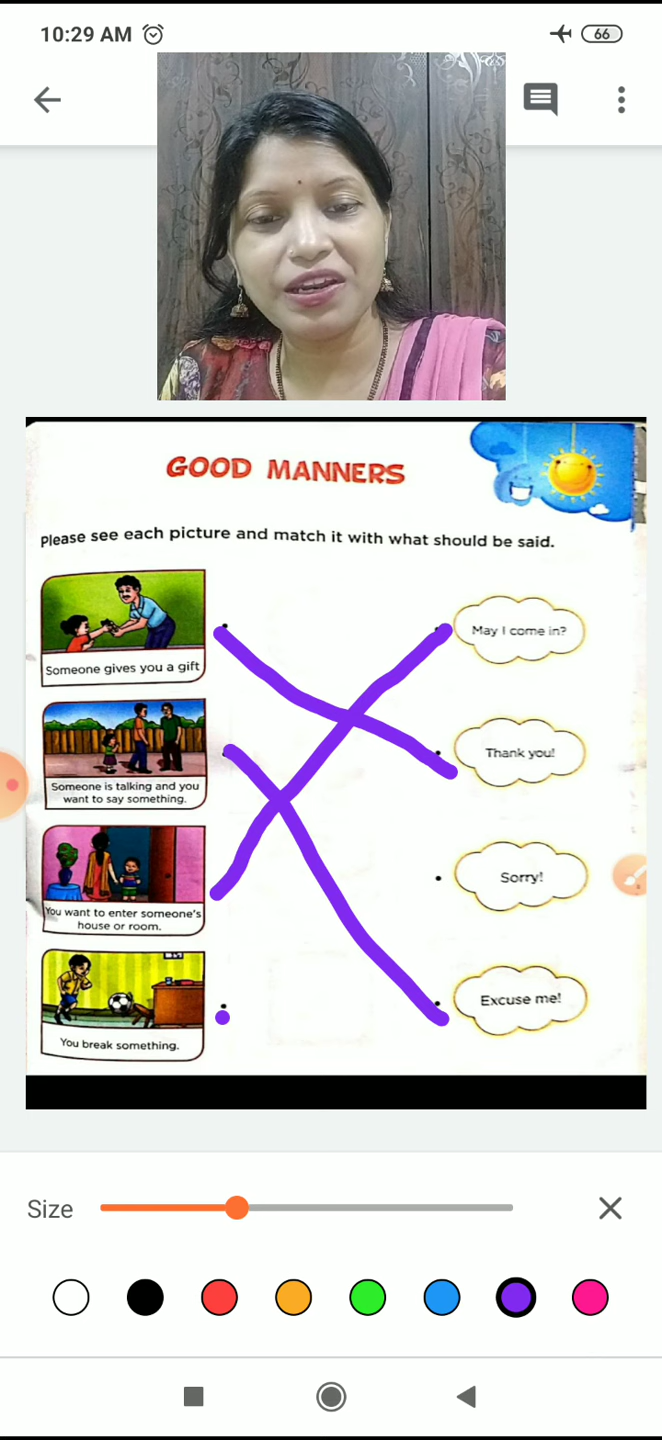 10:29 AM
66
GOOD MANNERS
Please see each picture and match it with what should be said.
Someone gives you a gift
May I come in?
Someone is talking and you
want to say something.
Thank you!
You want to enter someone's
house or room.
Sorry!
You break something.
Excuse me!
Size